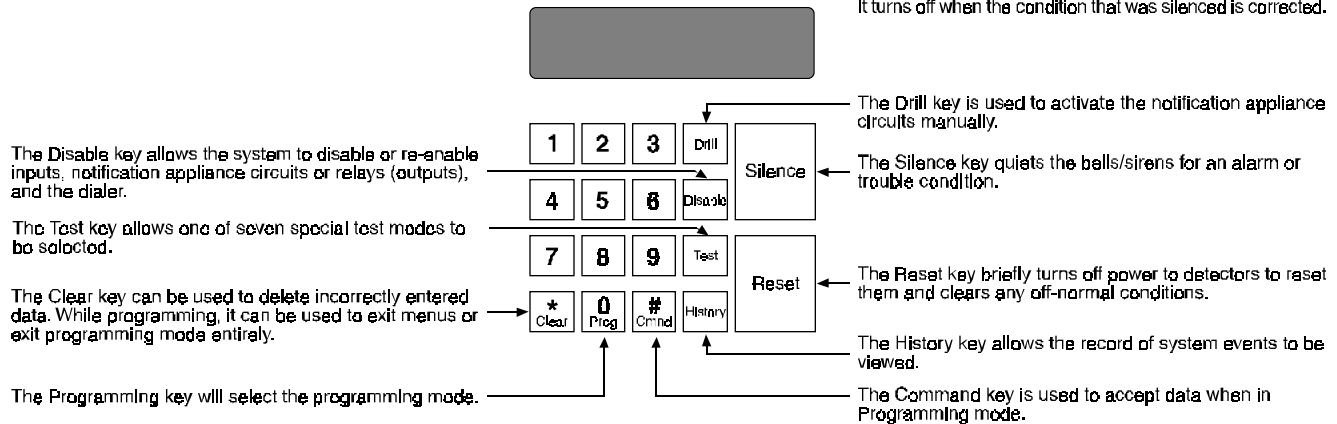 It turns off when the condition that was silenced is corrected.
The Drill key is used to activate the notification appliance
circuits manually.
The Disable key allows the system to disable or re-enable
inputs, notification appliance circuits or relays (outputs),
and the dialer.
The Silence key quiets the bells/sirens for an alarm or
trouble condition.
The Test key allows one of seven special test modes to
be selected.
1 2 3 Drill
Silence
4 5 6 Disable
7 8 9 Test
Reset
* 0 # History
Clear Prog Cmnd
The Reset key briefly turns off power to detectors to reset
them and clears any off-normal conditions.
The Clear key can be used to delete incorrectly entered
data. While programming, it can be used to exit menus or
exit programming mode entirely.
The History key allows the record of system events to be
viewed.
The Programming key will select the programming mode.
The Command key is used to accept data when in
Programming mode.